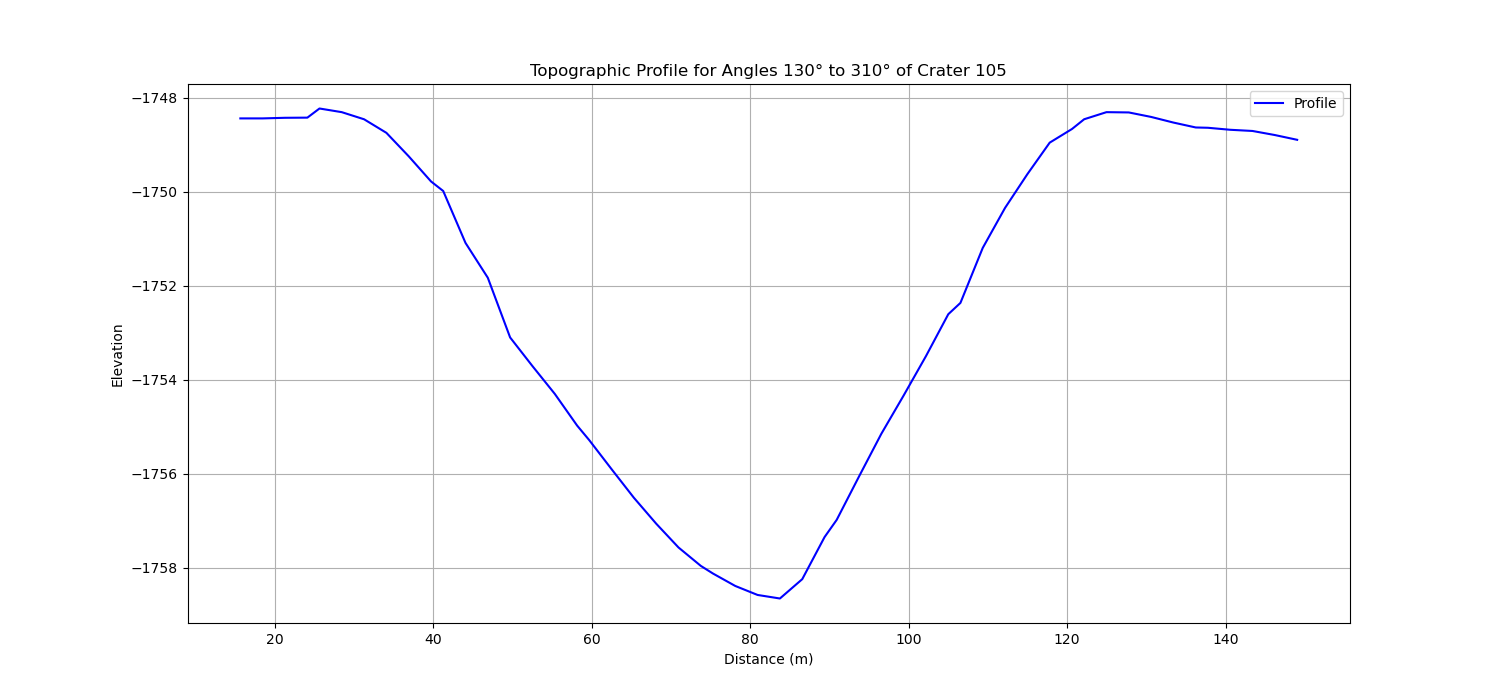 Topographic Profile for Angles 130° to 310° of Crater 105
Profile
−1748
−1750
−1752
−1754
−1756
−1758
Elevation
20 40 60 80 100 120 140
Distance (m)